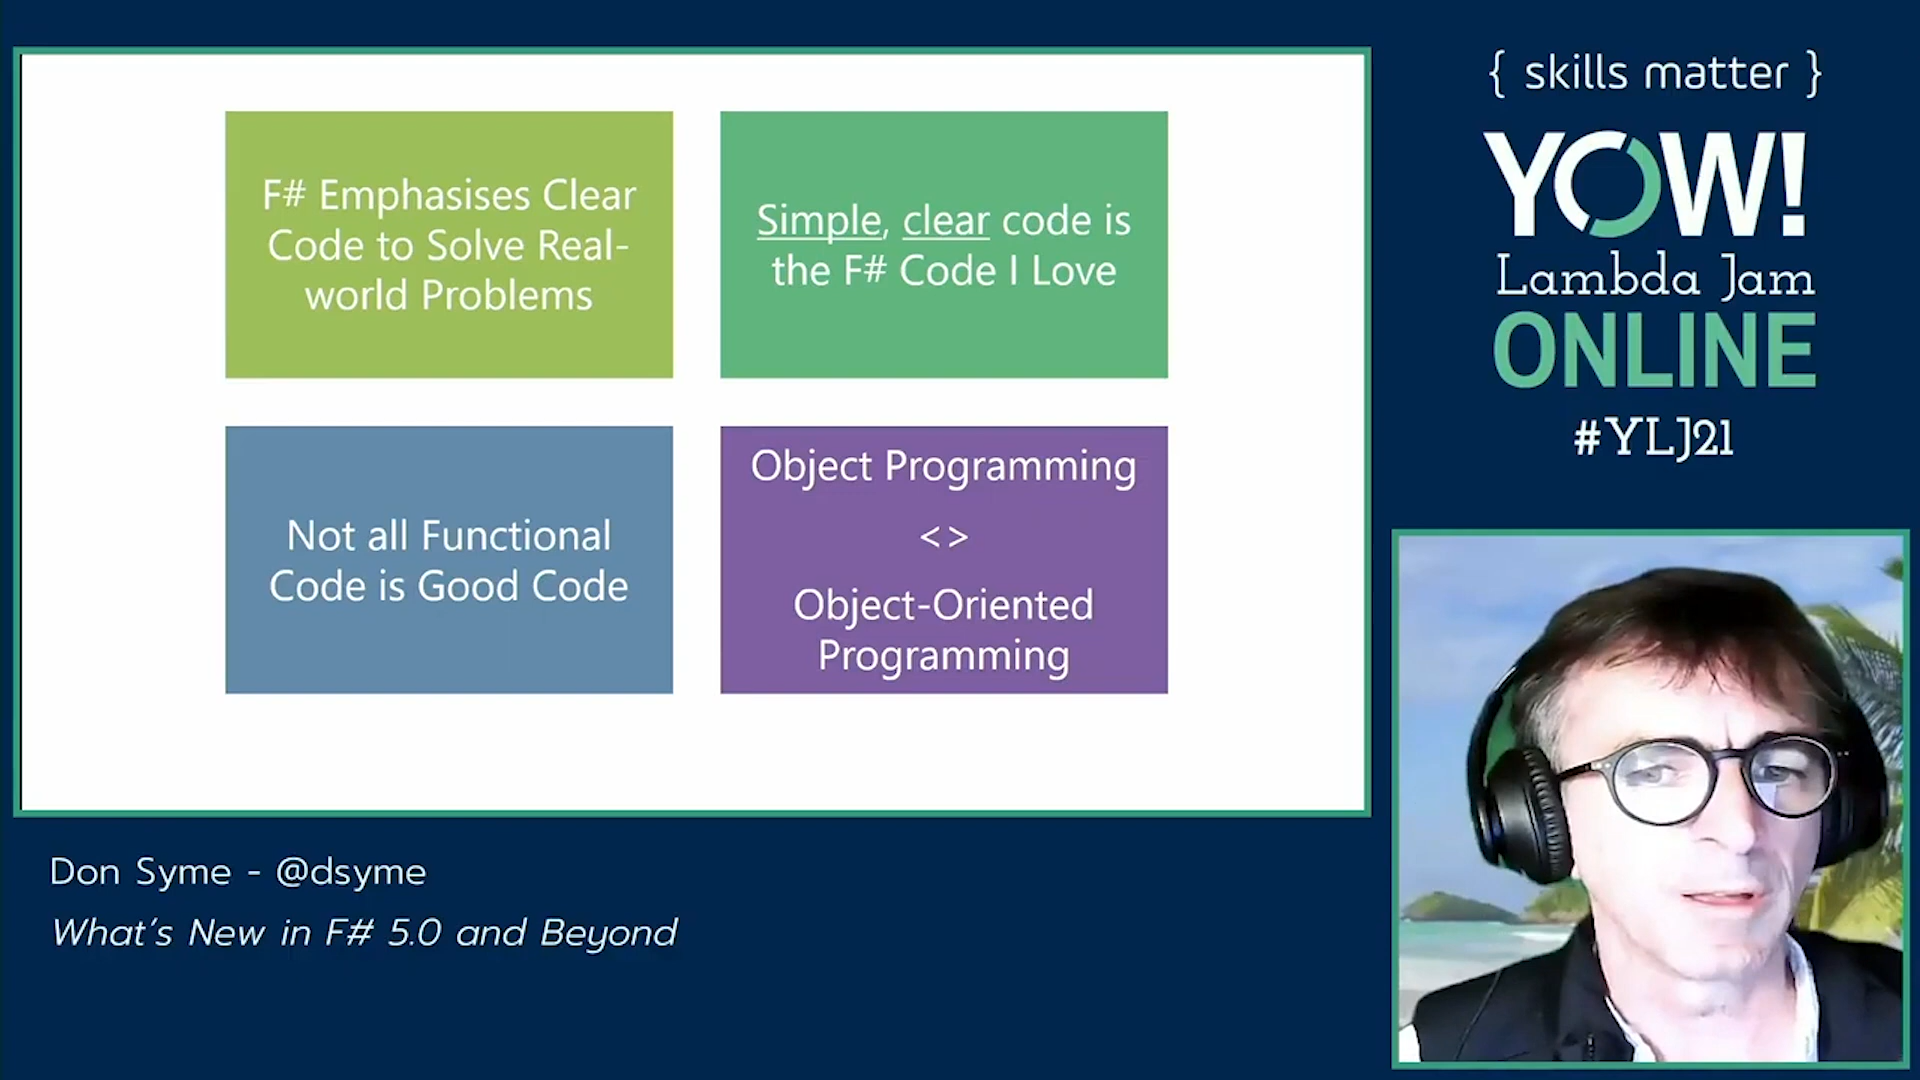 F# Emphasises Clear
Code to Solve Real-
world Problems
Simple, clear code is
the F# Code I Love
Not all Functional
Code is Good Code
Object Programming
<>
Object-Oriented
Programming
{ skills matter }
YOW!
Lambda Jam
ONLINE
#YLJ21
Don Syme - @dsyme
What's New in F# 5.0 and Beyond